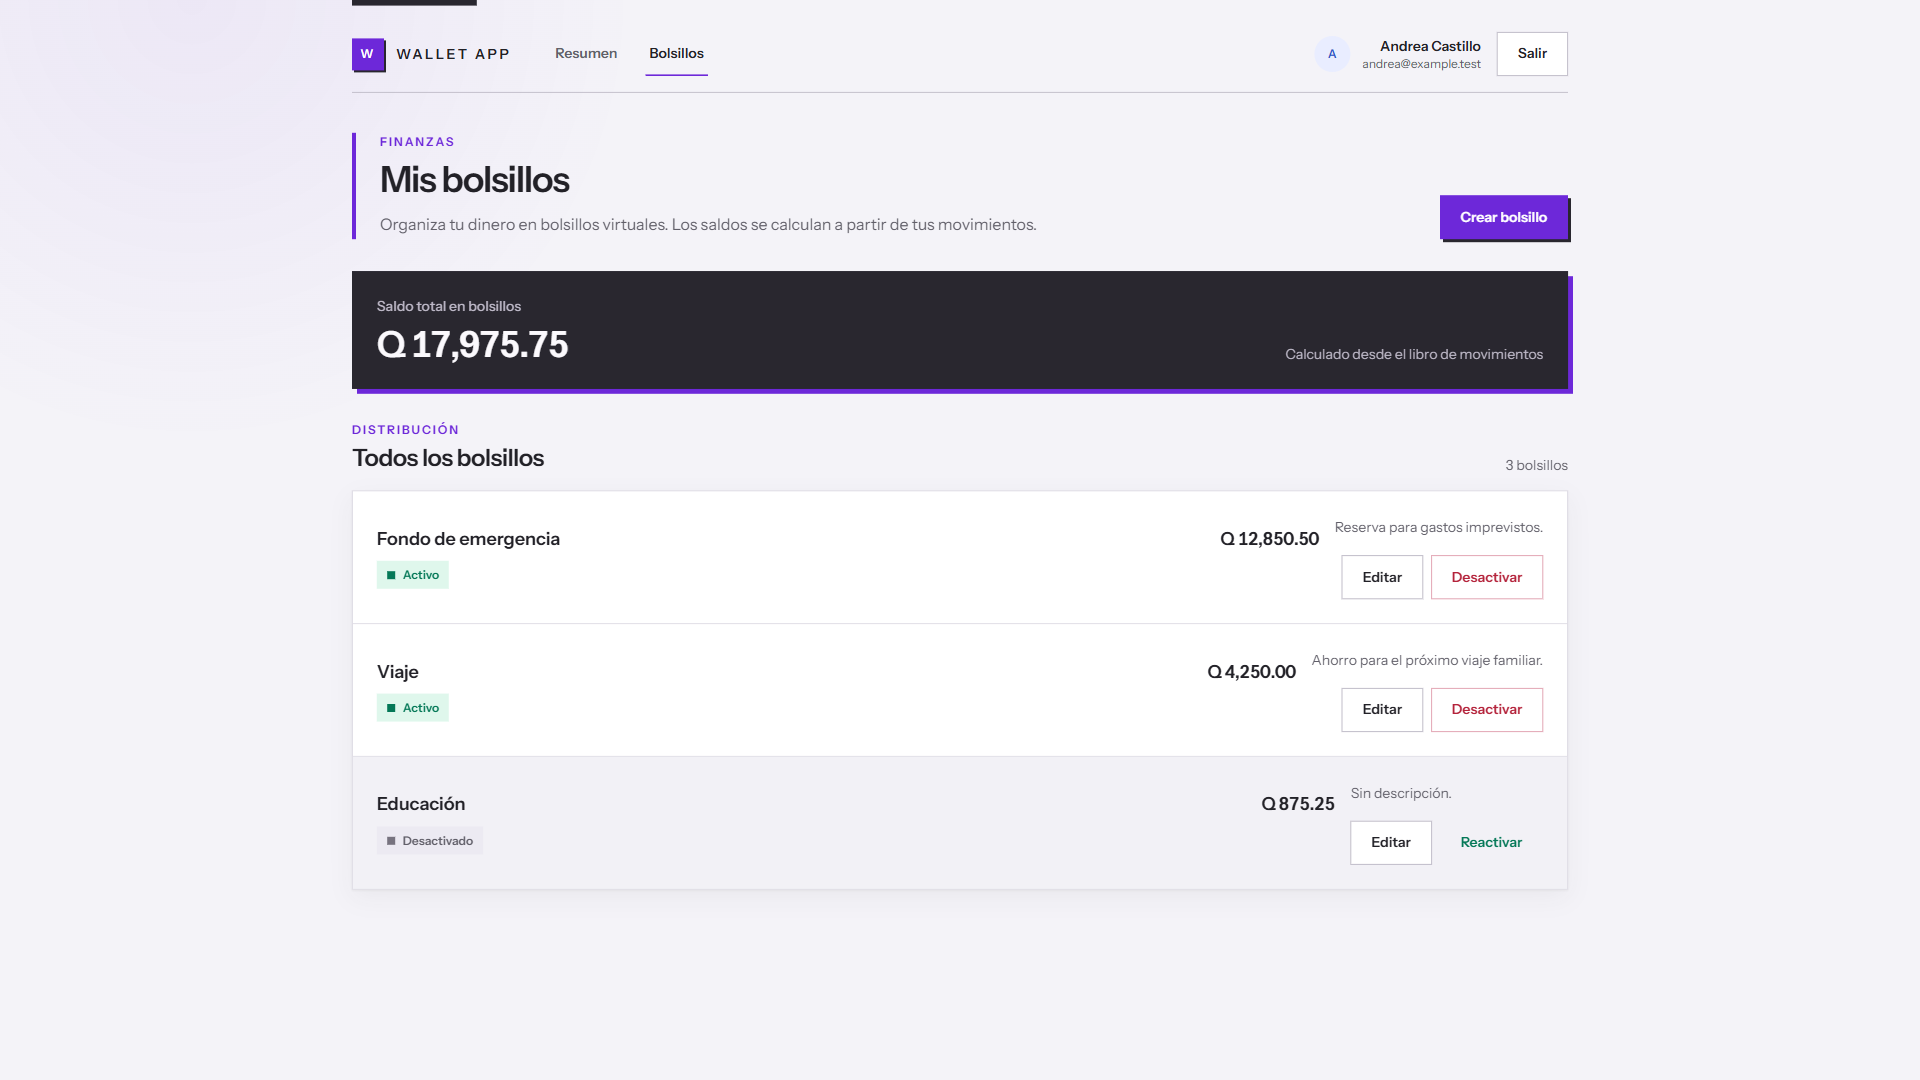 W WALLET APP Resumen Bolsillos A Andrea Castillo Salir
andrea@example.test
FINANZAS
Mis bolsillos
Organiza tu dinero en bolsillos virtuales. Los saldos se calculan a partir de tus movimientos.
Crear bolsillo
Saldo total en bolsillos
Q 17,975.75
Calculado desde el libro de movimientos
DISTRIBUCIÓN
Todos los bolsillos
3 bolsillos
Fondo de emergencia
Activo
Q 12,850.50
Reserva para gastos imprevistos.
Editar Desactivar
Viaje
Activo
Q 4,250.00
Ahorro para el próximo viaje familiar.
Editar Desactivar
Educación
Desactivado
Q 875.25
Sin descripción.
Editar Reactivar